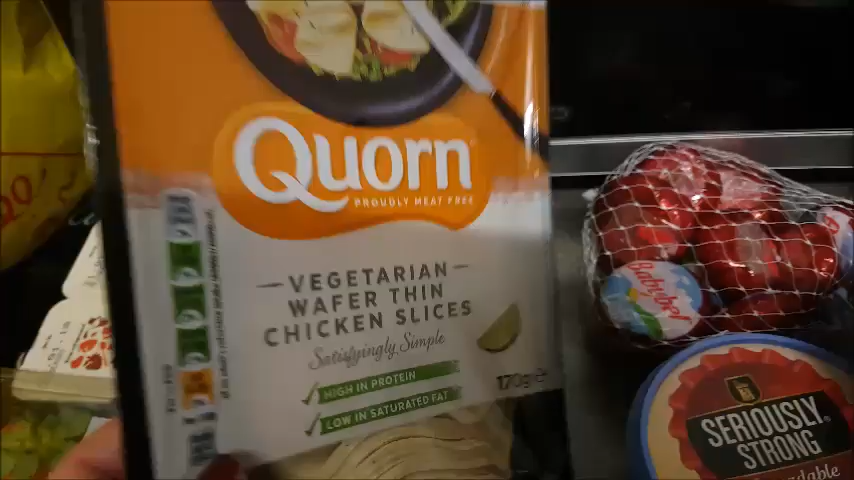 Quorn
PROUDLY MEAT FREE
VEGETARIAN
WAFER THIN
CHICKEN SLICES
Satisfyingly Simple
HIGH IN PROTEIN
LOW IN SATURATED FAT
170g e
Babybel
SERIOUSLY.
STRONG